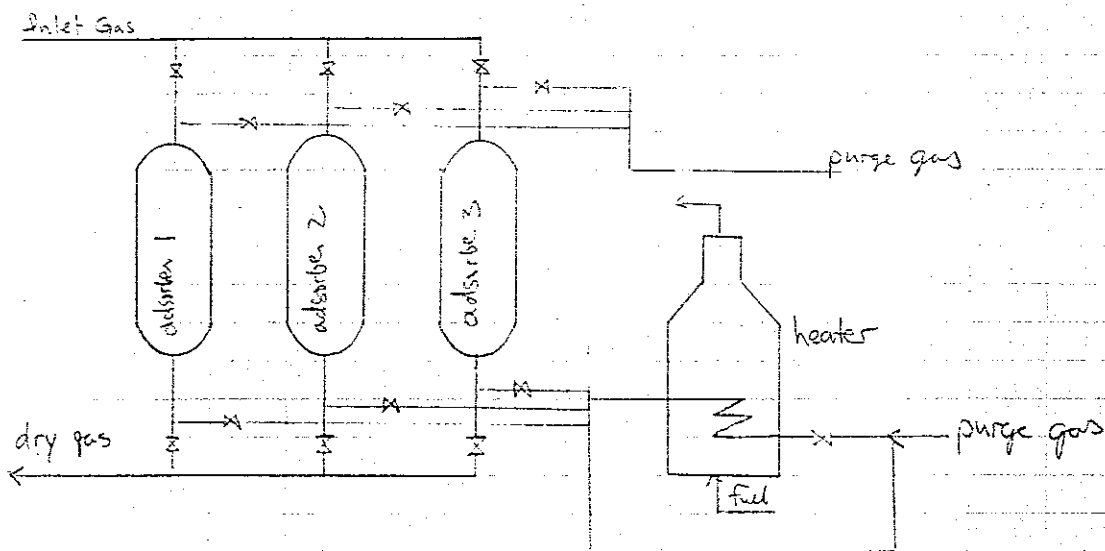 Inlet Gas
purge gas
adsorber 1
adsorber 2
adsorber 3
heater
dry gas
purge gas
fuel